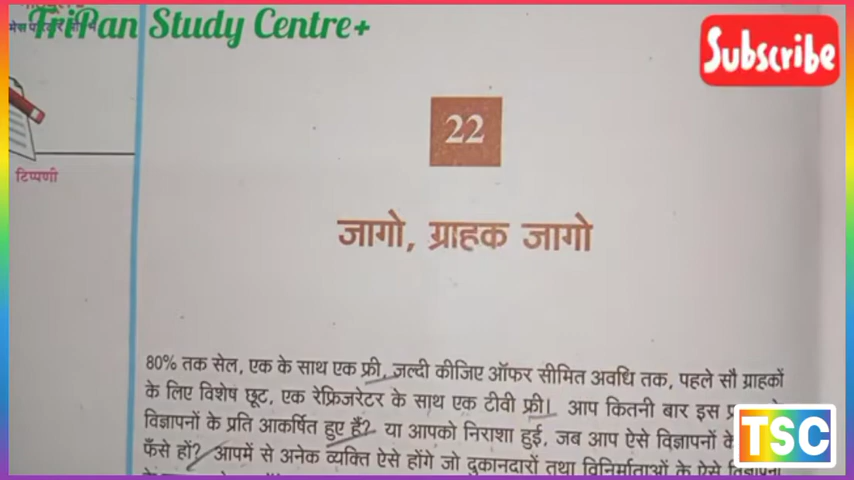 TriPan Study Centre+
Subscribe
22
टिप्पणी
जागो, ग्राहक जागो
80% तक सेल, एक के साथ एक फ्री, जल्दी कीजिए ऑफर सीमित अवधि तक, पहले सौ ग्राहकों
के लिए विशेष छूट, एक रेफ्रिजरेटर के साथ एक टीवी फ्री। आप कितनी बार इस
विज्ञापनों के प्रति आकर्षित हुए हैं? या आपको निराशा हुई, जब आप ऐसे विज्ञापनों
फँसे हों? आपमें से अनेक व्यक्ति ऐसे होंगे जो दुकानदारों तथा विनिर्माताओं के ऐसे विज्ञापनों
TSC